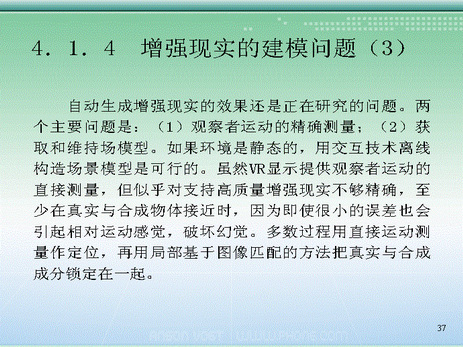 4．1．4　增强现实的建模问题（3）
自动生成增强现实的效果还是正在研究的问题。两
个主要问题是：（1）观察者运动的精确测量；（2）获
取和维持场模型。如果环境是静态的，用交互技术离线
构造场景模型是可行的。虽然VR显示提供观察者运动的
直接测量，但似乎对支持高质量增强现实不够精确，至
少在真实与合成物体接近时，因为即使很小的误差也会
引起相对运动感觉，破坏幻觉。多数过程用直接运动测
量作定位，再用局部基于图像匹配的方法把真实与合成
成分锁定在一起。
37